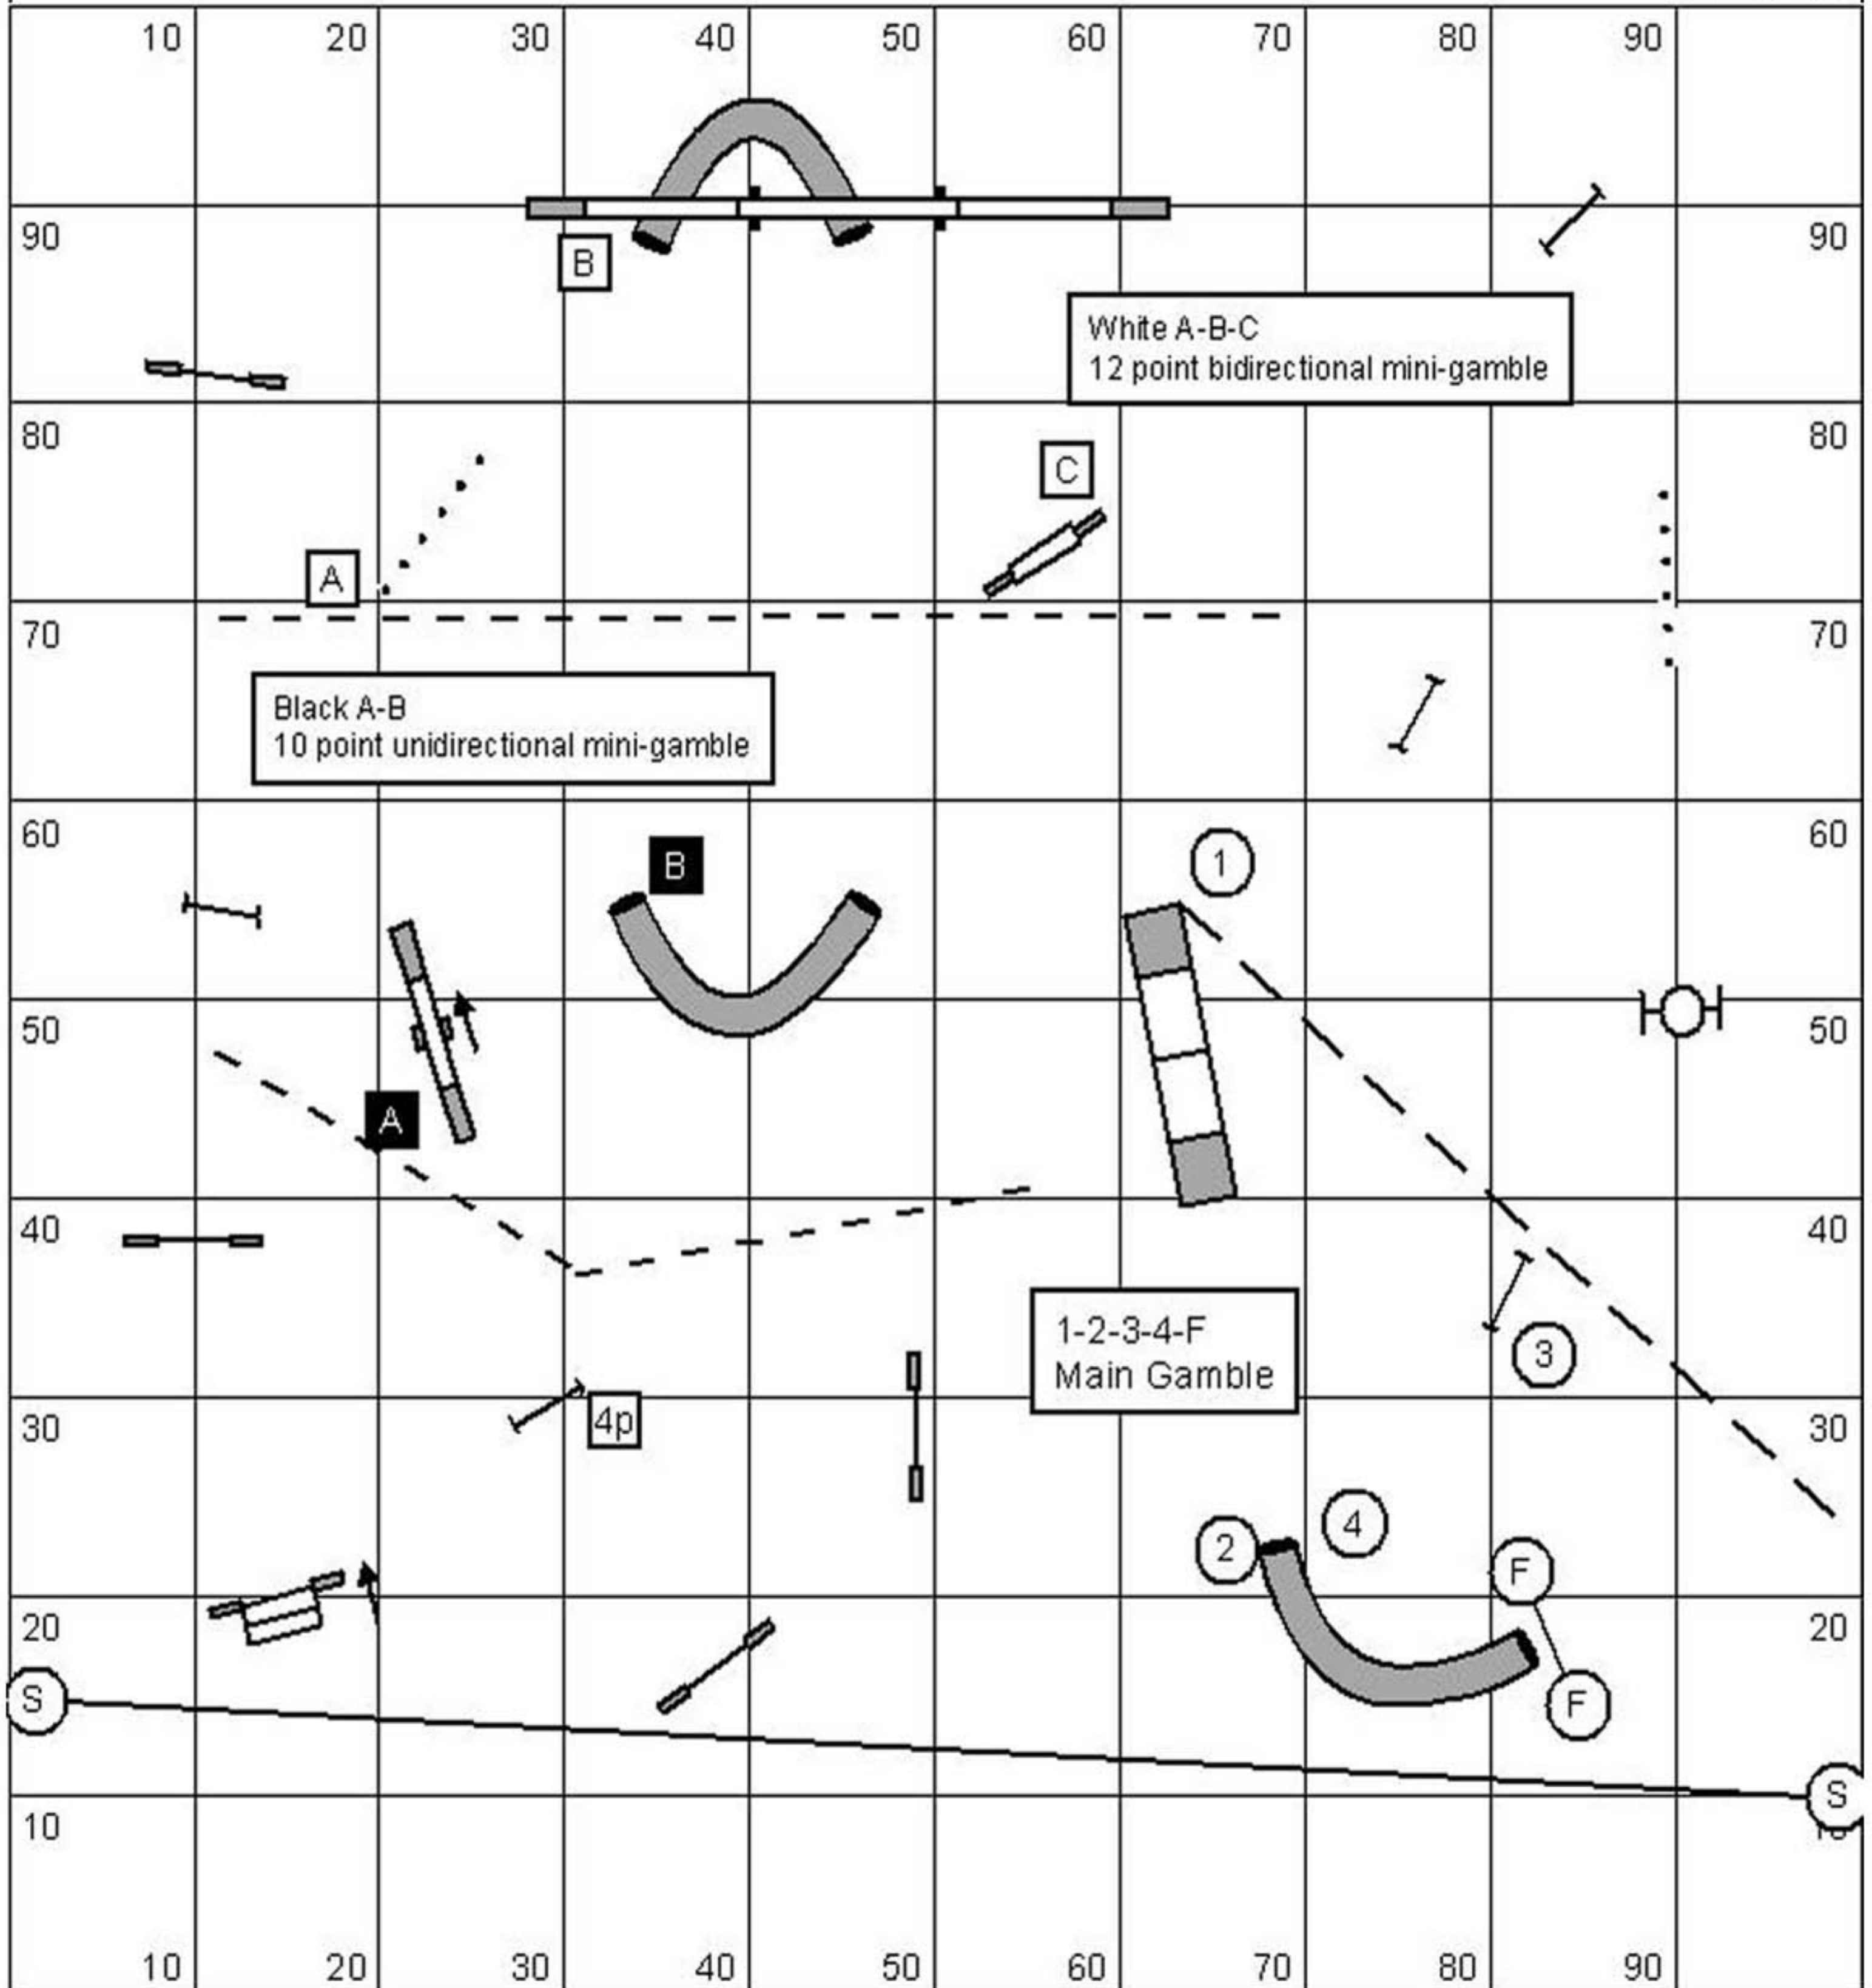 10 20 30 40 50 60 70 80 90
90 90
B
White A-B-C
12 point bidirectional mini-gamble
80 80
C
A
70 70
Black A-B
10 point unidirectional mini-gamble
60 60
B
1
50 50
A
40 40
1-2-3-4-F
Main Gamble
3
30 30
4p
4
2
F
20 20
S
F
S
10 10
10 20 30 40 50 60 70 80 90